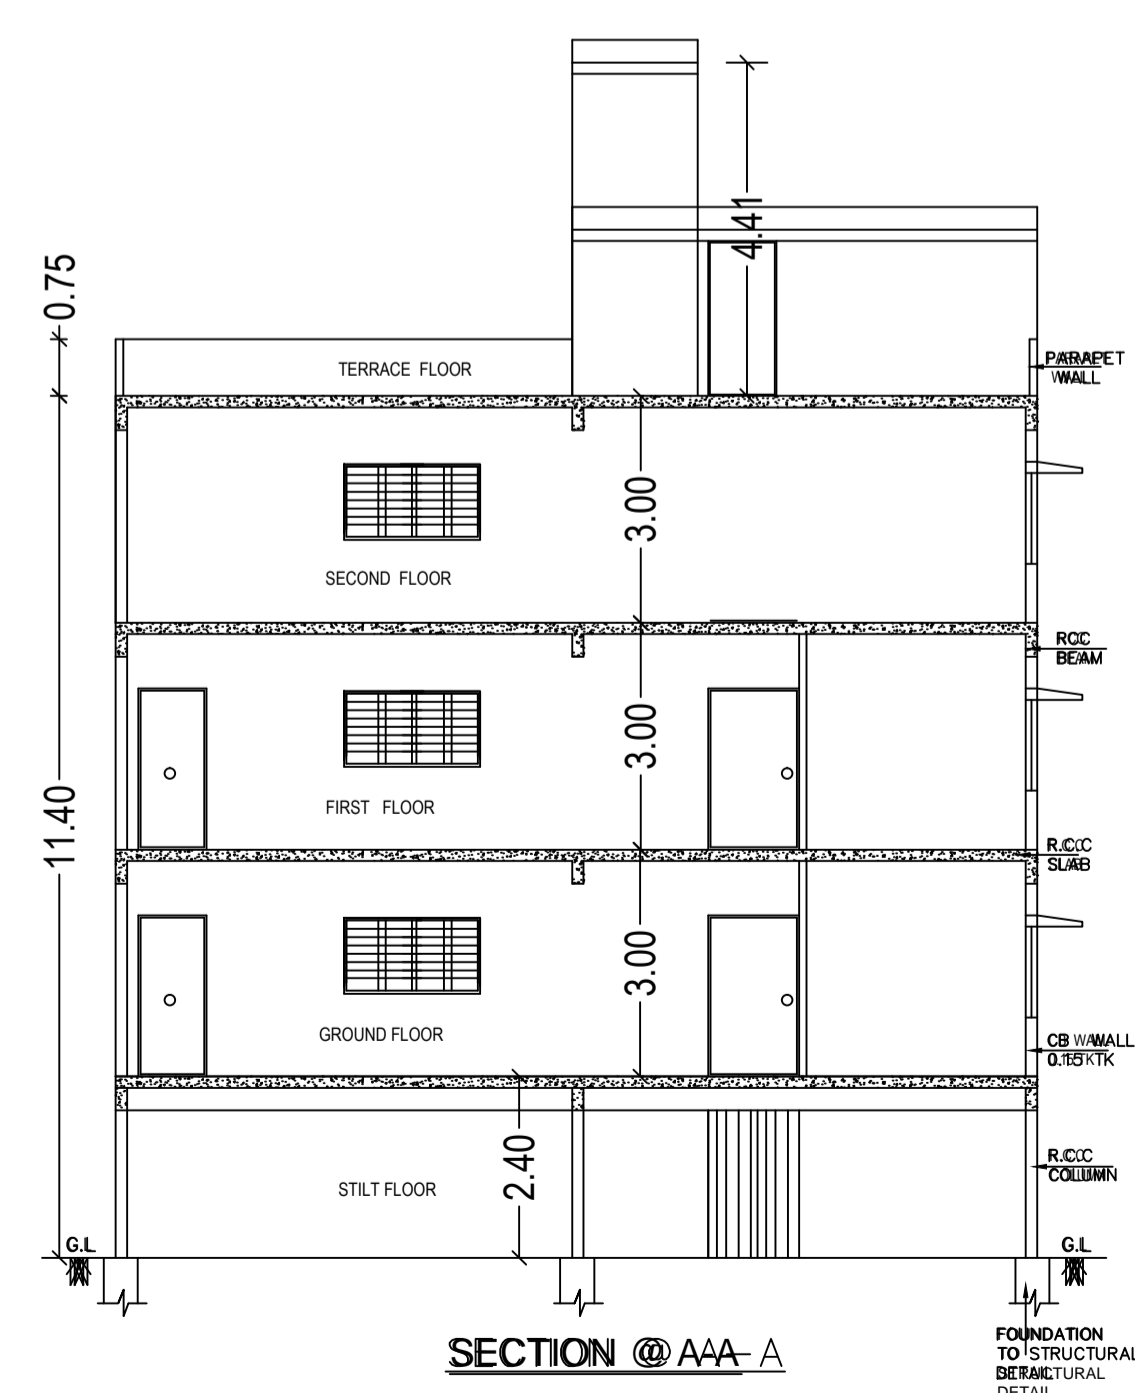 4.41
0.75
TERRACE FLOOR
PARAPET
WALL
3.00
SECOND FLOOR
RCC
BEAM
3.00
11.40
FIRST FLOOR
R.C.C
SLAB
3.00
GROUND FLOOR
CB WALL
0.15 TK
2.40
STILT FLOOR
R.C.C
COLUMN
G.L
G.L
SECTION @ A-A
FOUNDATION
TO STRUCTURAL
DETAIL